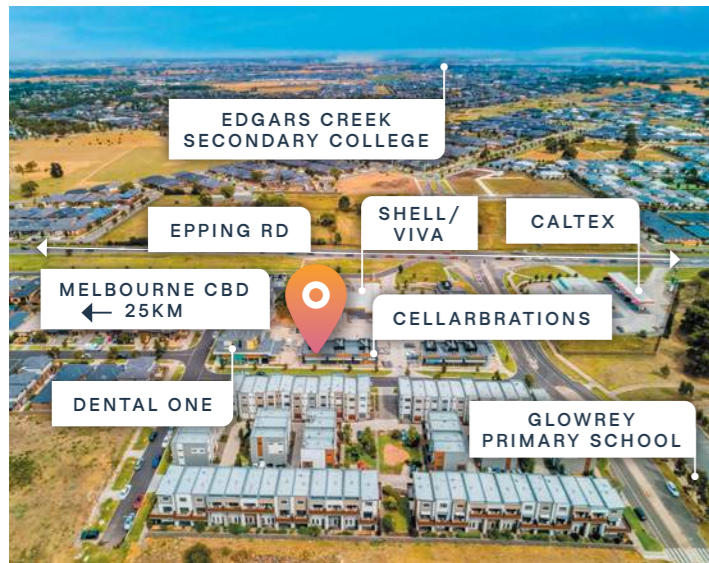 EDGARS CREEK
SECONDARY COLLEGE
EPPING RD
SHELL/
VIVA
CALTEX
MELBOURNE CBD
25KM
CELLARBRATIONS
DENTAL ONE
GLOWREY
PRIMARY SCHOOL